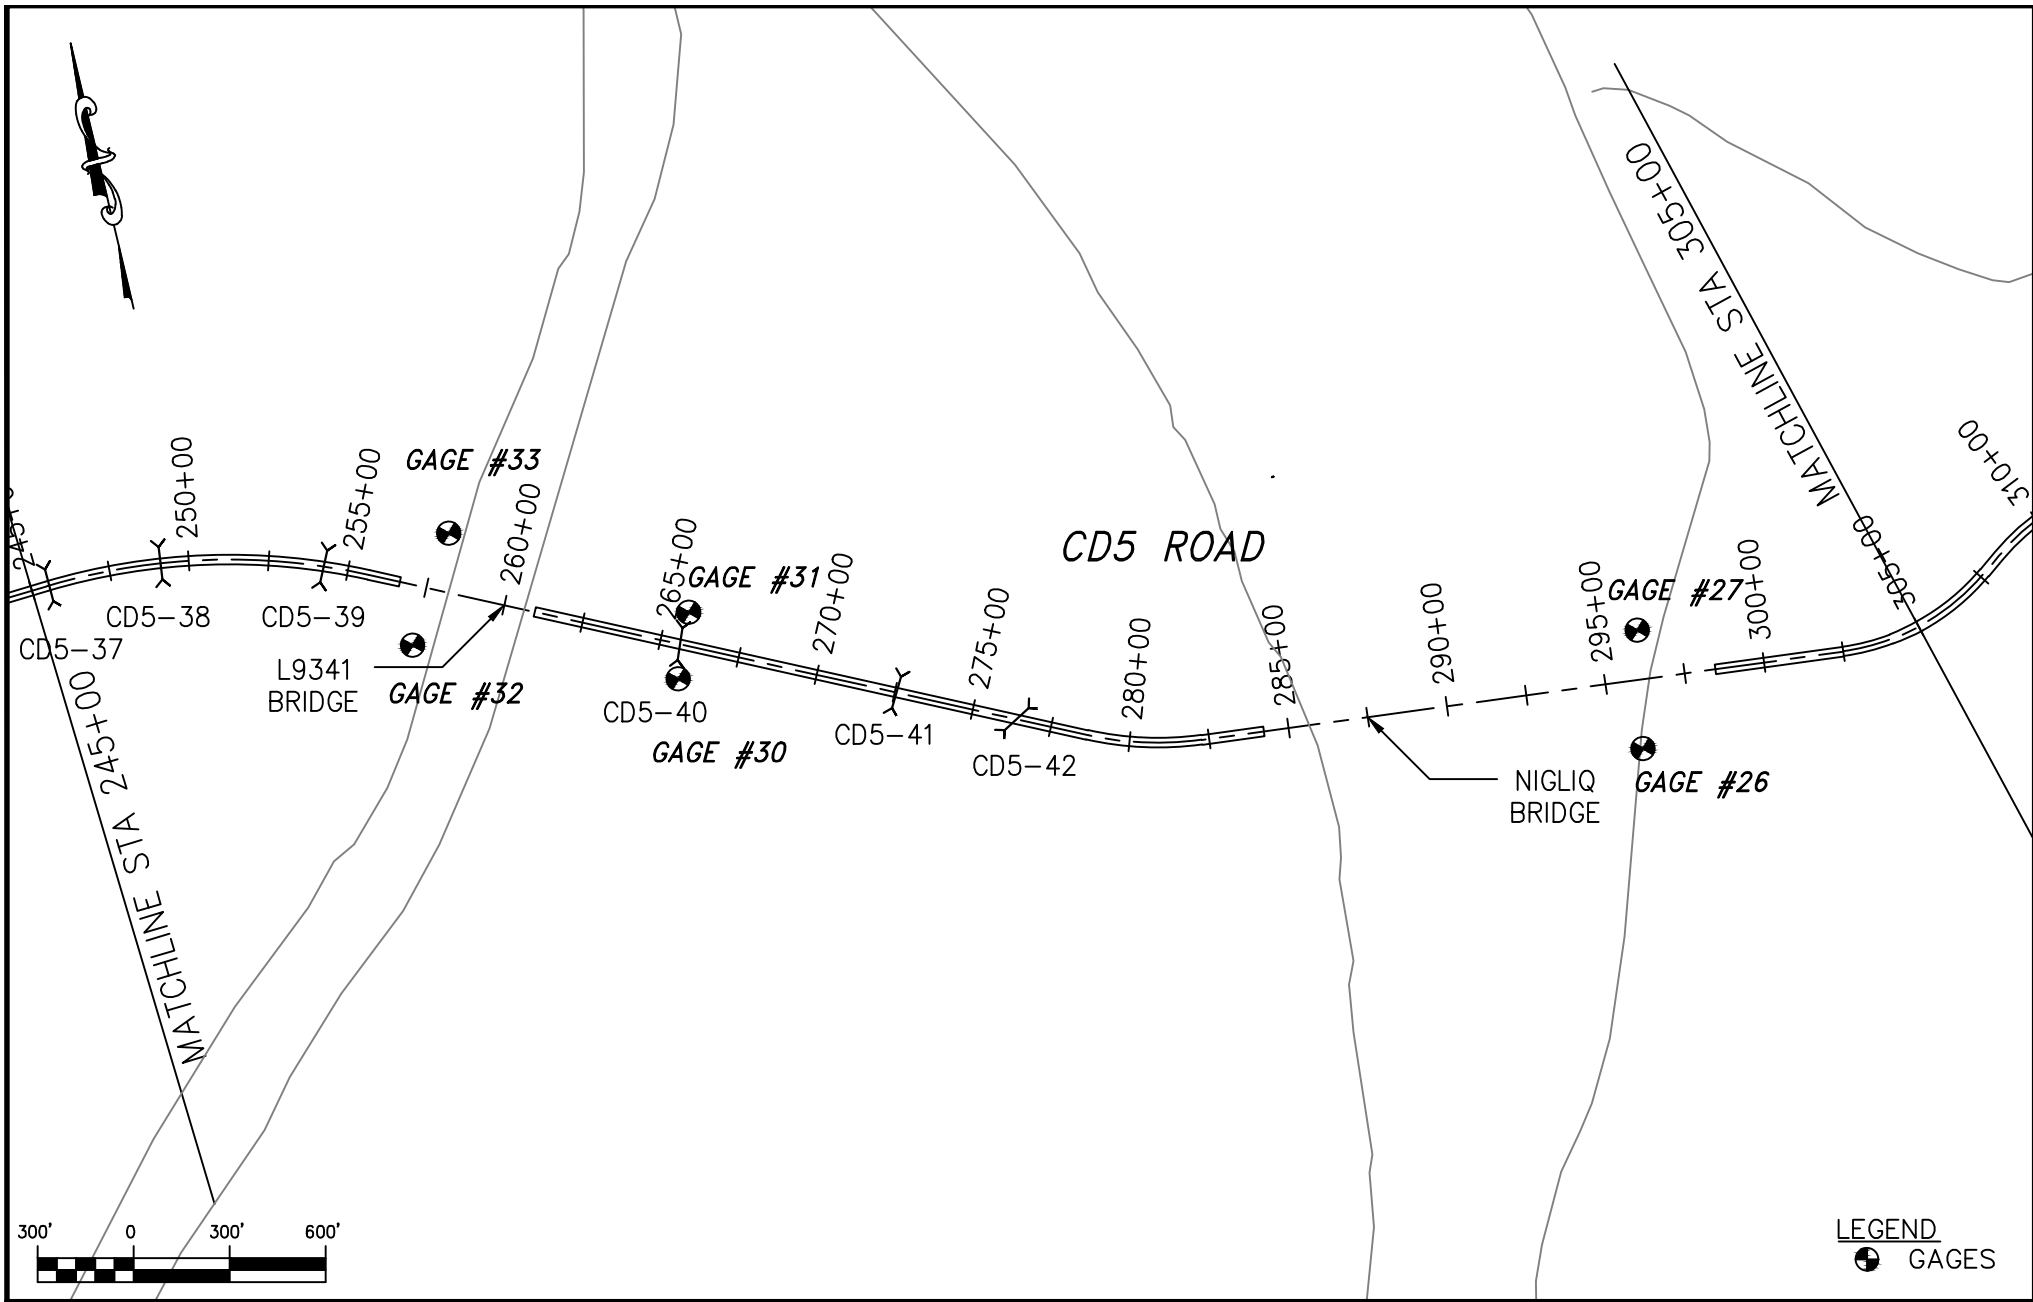 MATCHLINE STA 305+00
310+00
GAGE #33
250+00
255+00
260+00
265+00
GAGE #31
270+00
CD5 ROAD
275+00
280+00
285+00
290+00
295+00
GAGE #27
300+00
305+00
245+0
CD5-37
CD5-38
CD5-39
L9341
BRIDGE
GAGE #32
CD5-40
GAGE #30
CD5-41
CD5-42
NIGLIQ
BRIDGE
GAGE #26
MATCHLINE STA 245+00
300'
0
300'
600'
LEGEND
GAGES